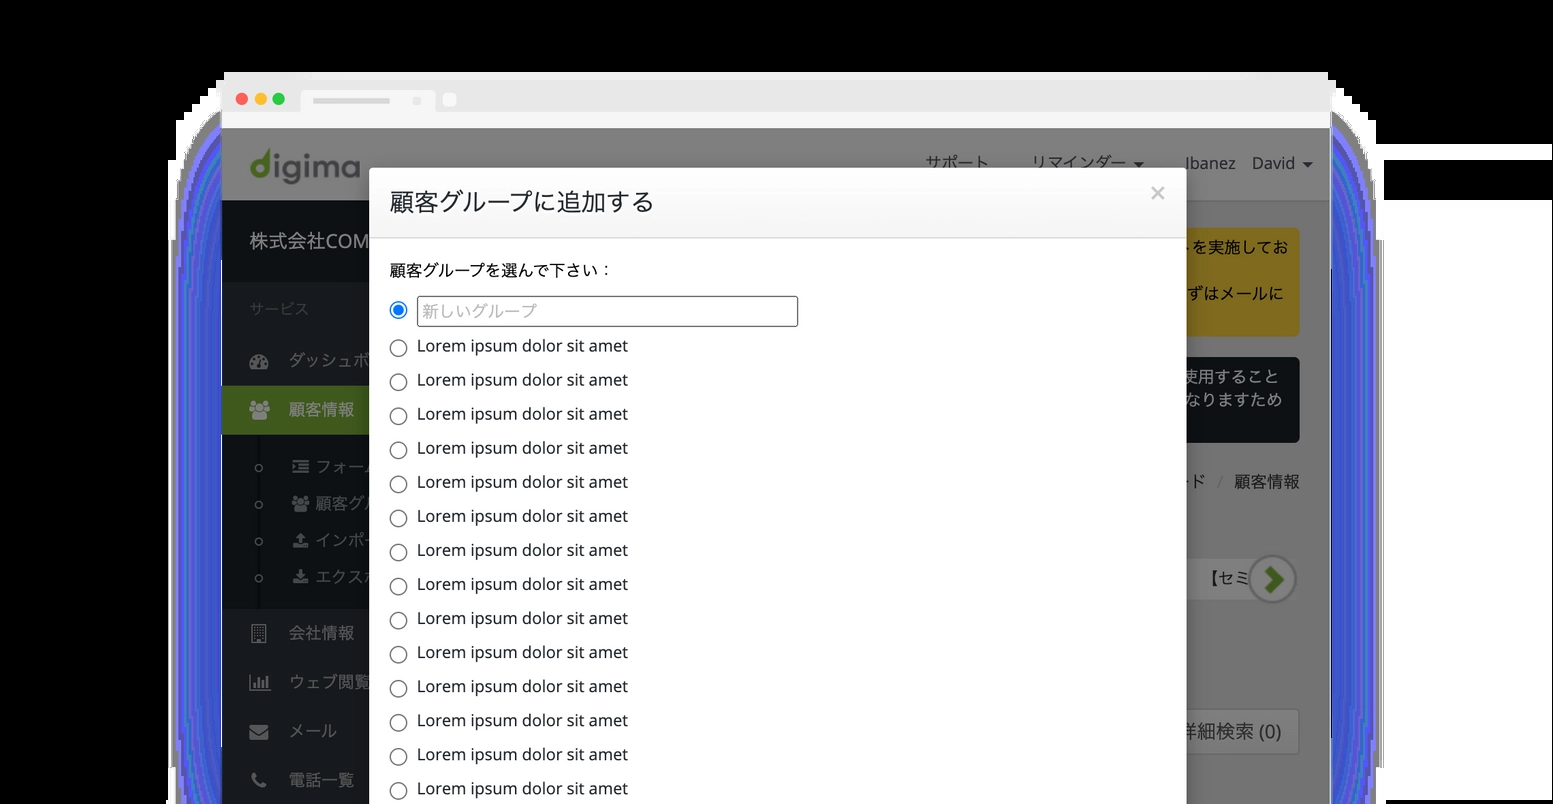 digima
サポート
リマインダー
Ibanez David
株式会社COM
サービス
ダッシュボ
顧客情報
フォーム
顧客グル
インポー
エクスポ
会社情報
ウェブ閲覧
メール
電話一覧
顧客グループに追加する
×
顧客グループを選んで下さい：
新しいグループ
Lorem ipsum dolor sit amet
Lorem ipsum dolor sit amet
Lorem ipsum dolor sit amet
Lorem ipsum dolor sit amet
Lorem ipsum dolor sit amet
Lorem ipsum dolor sit amet
Lorem ipsum dolor sit amet
Lorem ipsum dolor sit amet
Lorem ipsum dolor sit amet
Lorem ipsum dolor sit amet
Lorem ipsum dolor sit amet
Lorem ipsum dolor sit amet
Lorem ipsum dolor sit amet
Lorem ipsum dolor sit amet
を実施してお
ずはメールに
使用すること
なりますため
ド / 顧客情報
【セミ
詳細検索 (0)